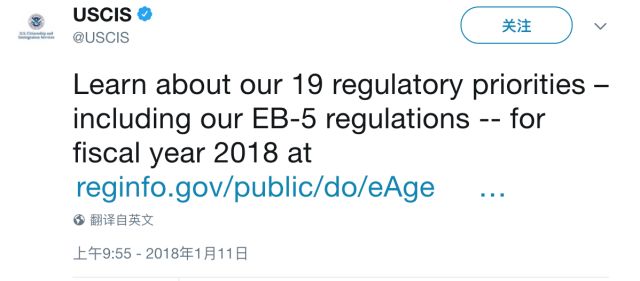 USCIS
@USCIS
关注
Learn about our 19 regulatory priorities –
including our EB-5 regulations -- for
fiscal year 2018 at
reginfo.gov/public/do/eAge ...
翻译自英文
上午9:55 - 2018年1月11日